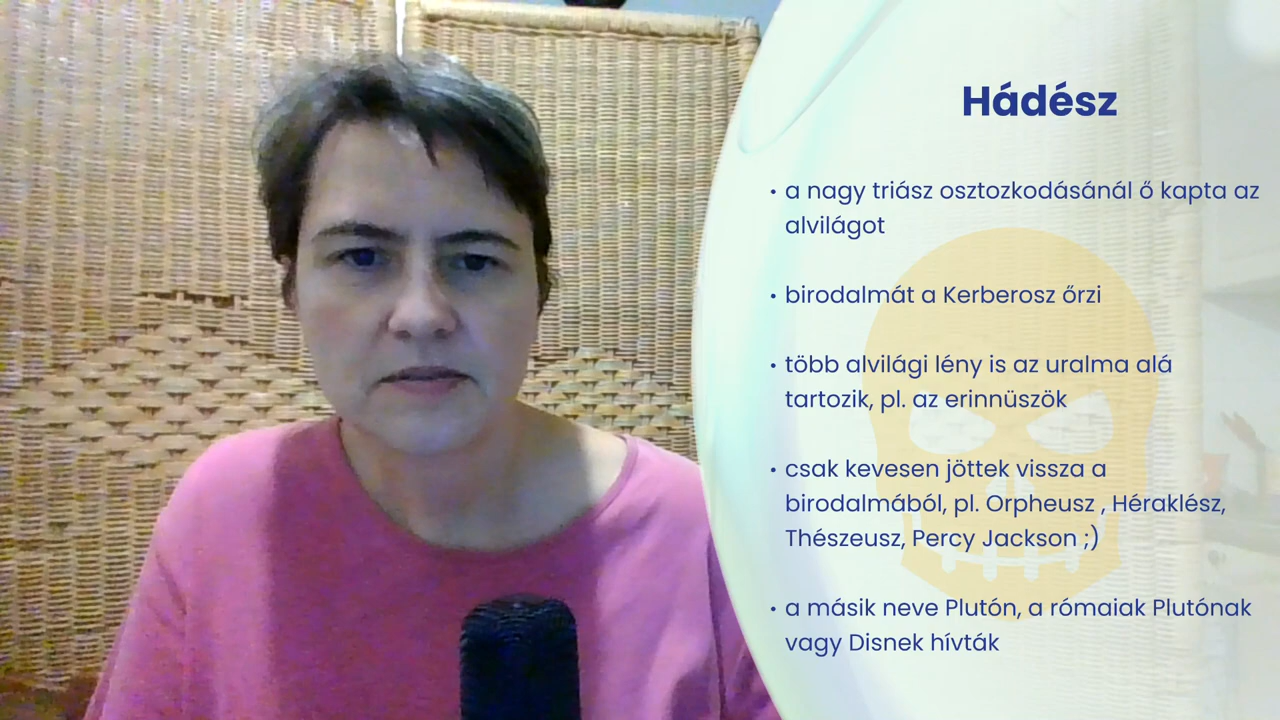 Hádész
• a nagy triász osztozkodásánál ő kapta az
alvilágot
• birodalmát a Kerberosz őrzi
• több alvilági lény is az uralma alá
tartozik, pl. az erinnüszök
• csak kevesen jöttek vissza a
birodalmából, pl. Orpheusz , Héraklész,
Thészeusz, Percy Jackson ;)
• a másik neve Plutón, a rómaiak Plutónak
vagy Disnek hívták